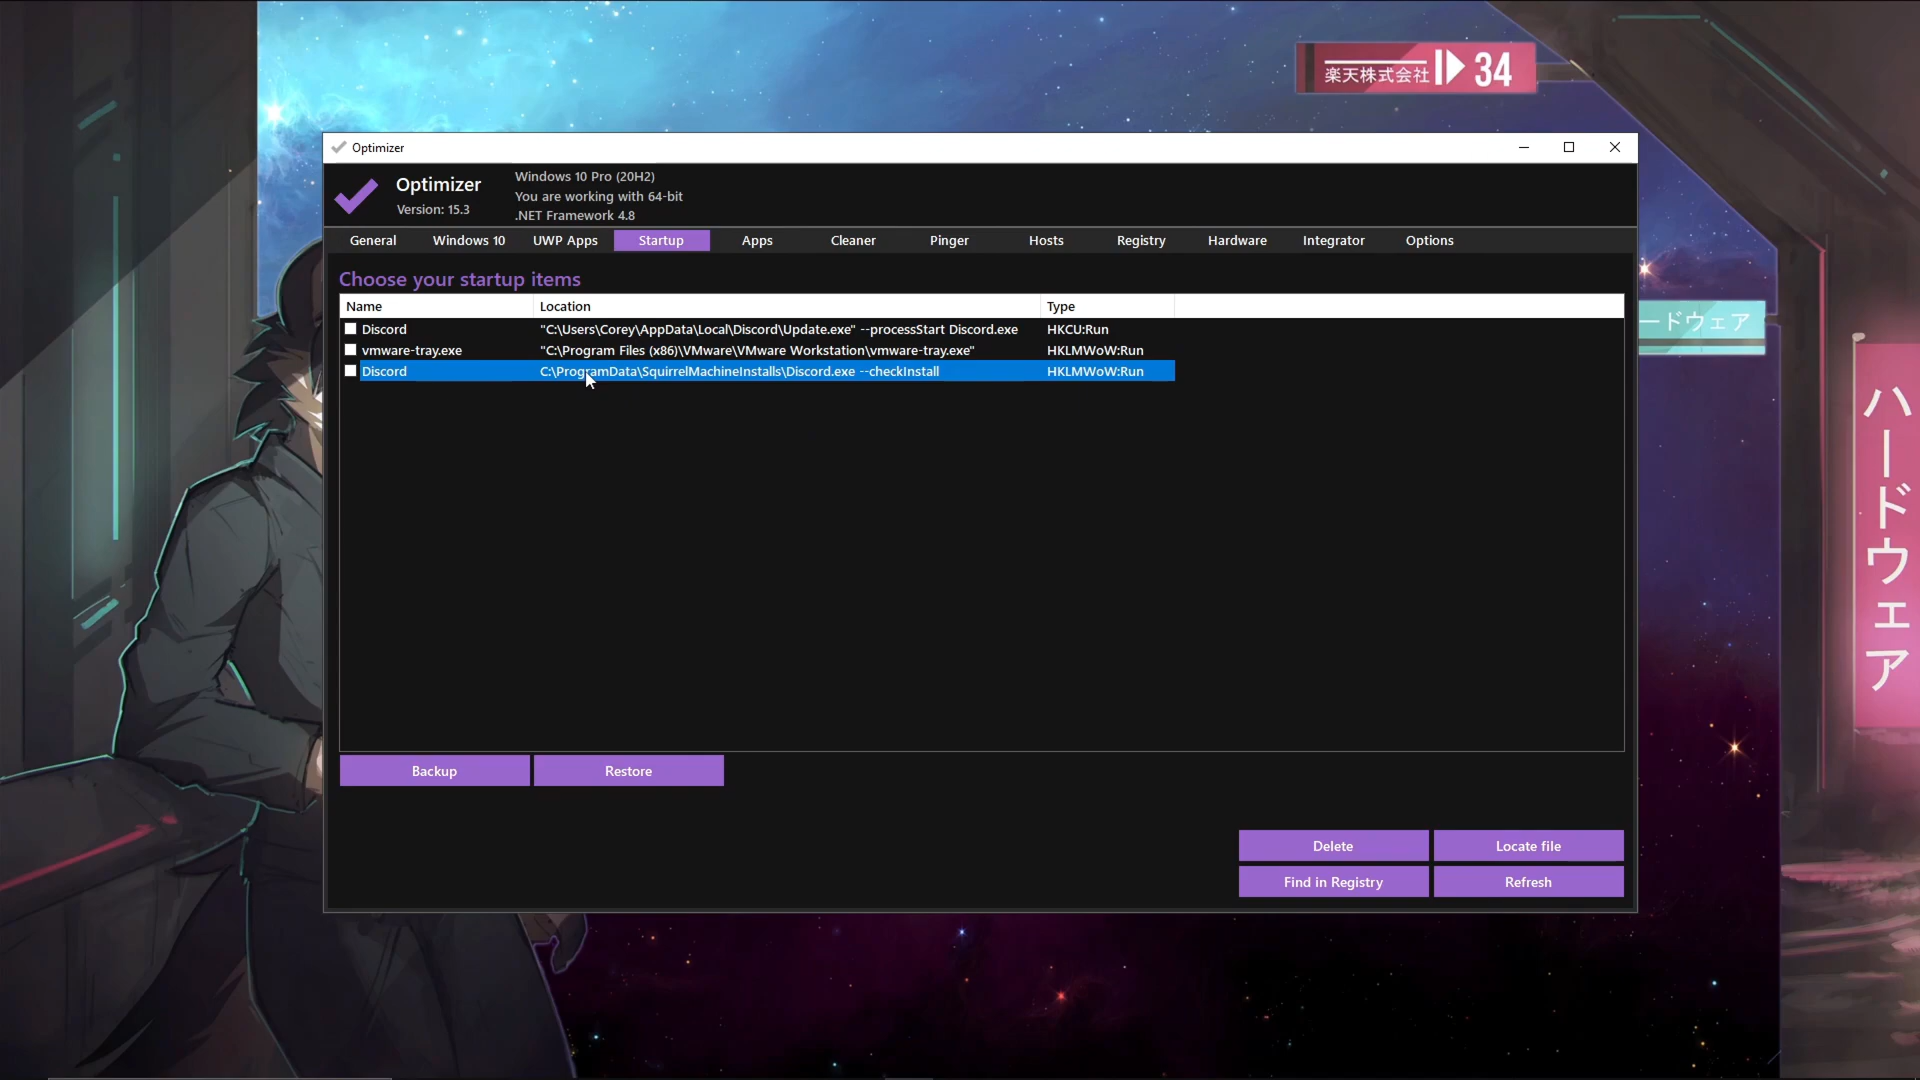 楽天株式会社 34
Optimizer
Optimizer
Version: 15.3
Windows 10 Pro (20H2)
You are working with 64-bit
.NET Framework 4.8
General Windows 10 UWP Apps Startup Apps Cleaner Pinger Hosts Registry Hardware Integrator Options
Choose your startup items
Name Location Type
Discord "C:\Users\Corey\AppData\Local\Discord\Update.exe" --processStart Discord.exe HKCU:Run
vmware-tray.exe "C:\Program Files (x86)\VMware\VMware Workstation\vmware-tray.exe" HKLMWoW:Run
Discord C:\ProgramData\SquirrelMachineInstalls\Discord.exe --checkInstall HKLMWoW:Run
Backup Restore
Delete Locate file
Find in Registry Refresh
ードウェア
ハードウェア